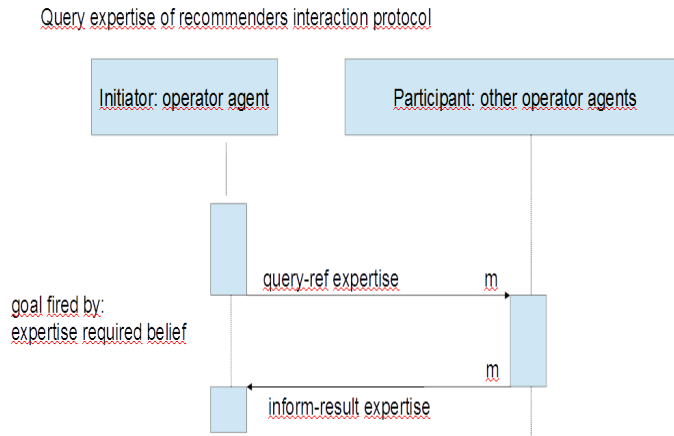 Query expertise of recommenders interaction protocol
Initiator: operator agent
Participant: other operator agents
query-ref expertise m
goal fired by:
expertise required belief
m
inform-result expertise